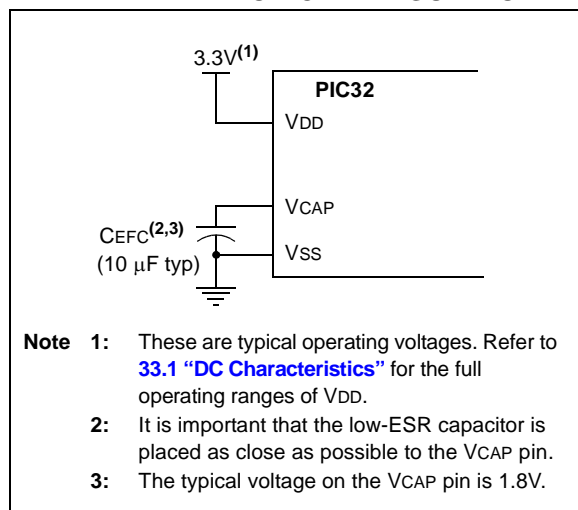 3.3V(1)
PIC32
VDD
VCAP
CEFC(2,3)
(10 μF typ)
VSS
Note 1: These are typical operating voltages. Refer to
33.1 “DC Characteristics” for the full
operating ranges of VDD.
2: It is important that the low-ESR capacitor is
placed as close as possible to the VCAP pin.
3: The typical voltage on the VCAP pin is 1.8V.